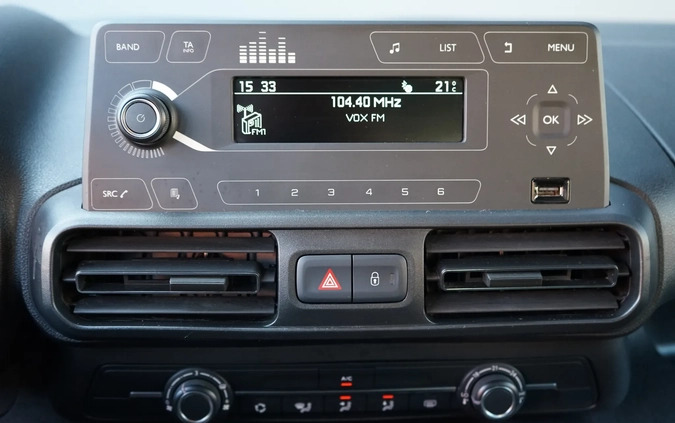 BAND
TA
INFO
LIST
MENU
15 33
21°C
104.40 MHz
VOX FM
FM1
OK
SRC
1 2 3 4 5 6
A/C